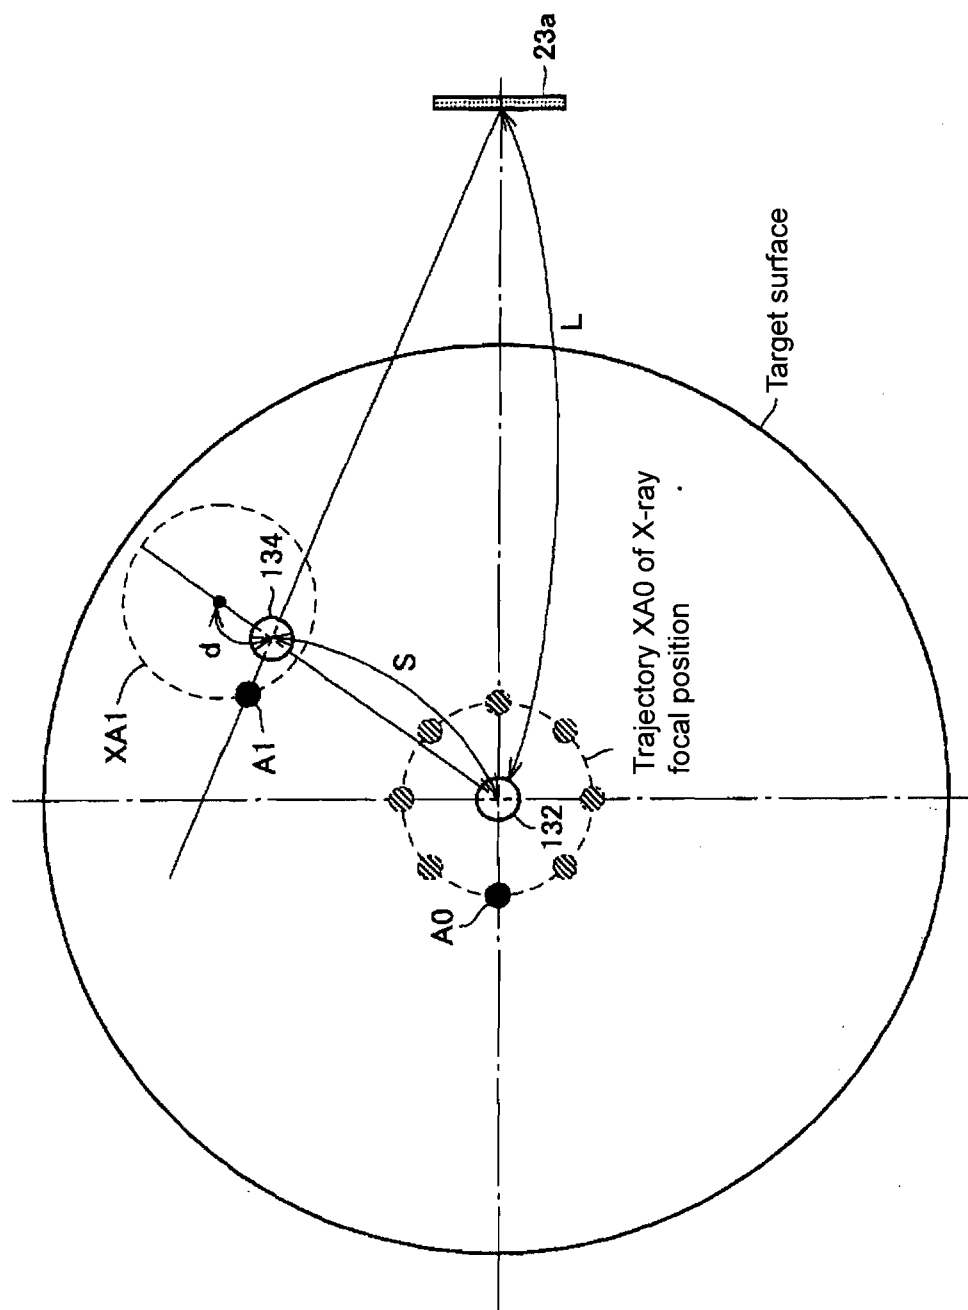 23a
L
Target surface
134
d
S
XA1
A1
Trajectory XA0 of X-ray
focal position
132
A0